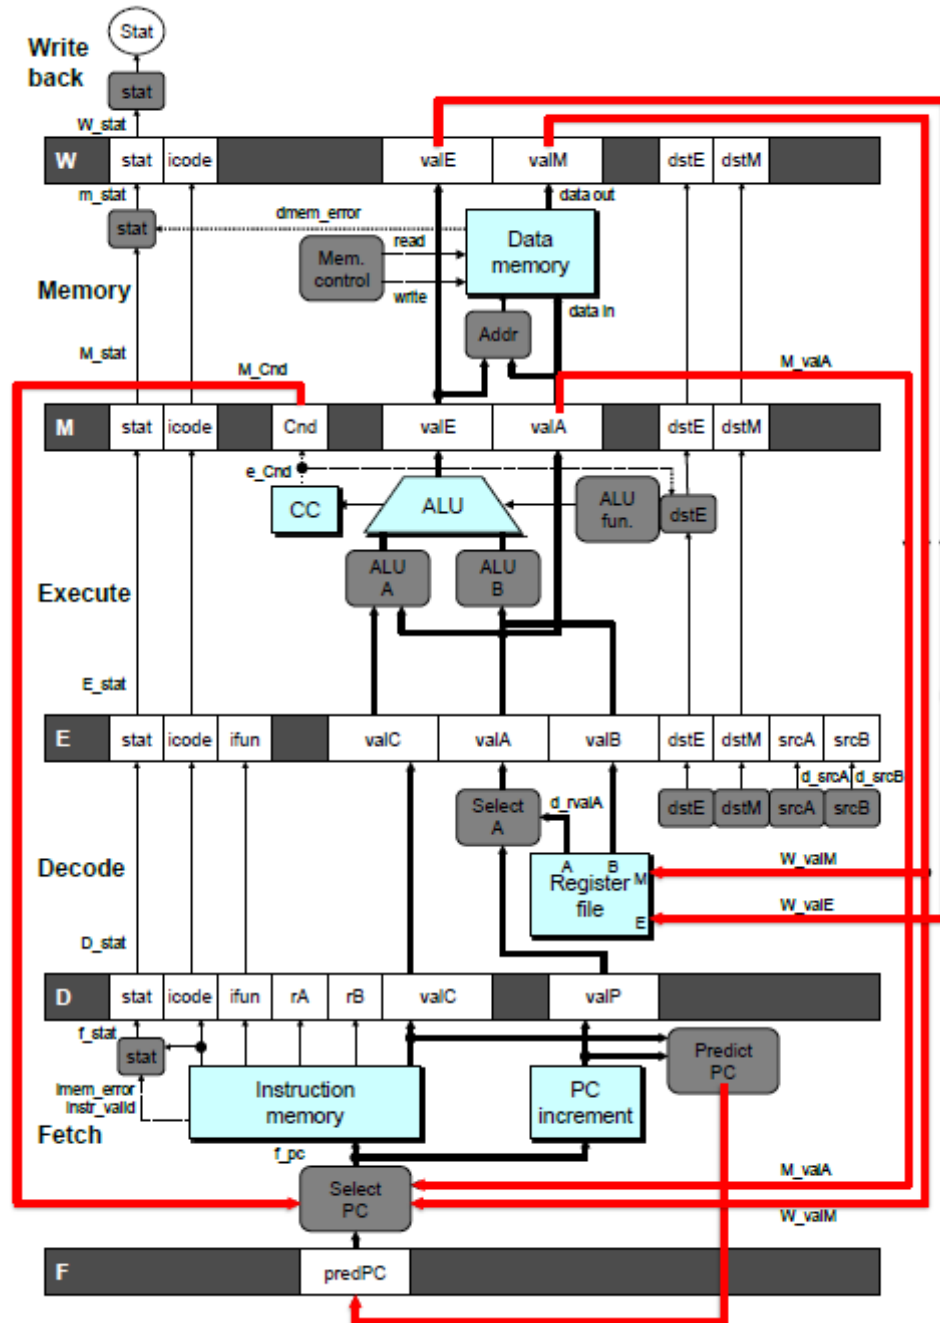 Stat
Write
back
stat
W_stat
W stat icode valE valM dstE dstM
m_stat
data out
dmem_error
stat
read
Mem.
control
Data
memory
write
Memory
data in
Addr
M_stat
M_Cnd
M_valA
M stat icode Cnd valE valA dstE dstM
e_Cnd
CC
ALU
ALU
fun.
dstE
ALU
A
ALU
B
Execute
E_stat
E stat icode ifun valC valA valB dstE dstM srcA srcB
d_srcA d_srcB
Select
A
d_rvalA
dstE dstM srcA srcB
A B
Register
file
M
E
W_valM
W_valE
Decode
D_stat
D stat icode ifun rA rB valC valP
f_stat
stat
Predict
PC
Imem_error
Instr_valid
Instruction
memory
PC
increment
Fetch
f_pc
M_valA
Select
PC
W_valM
F predPC